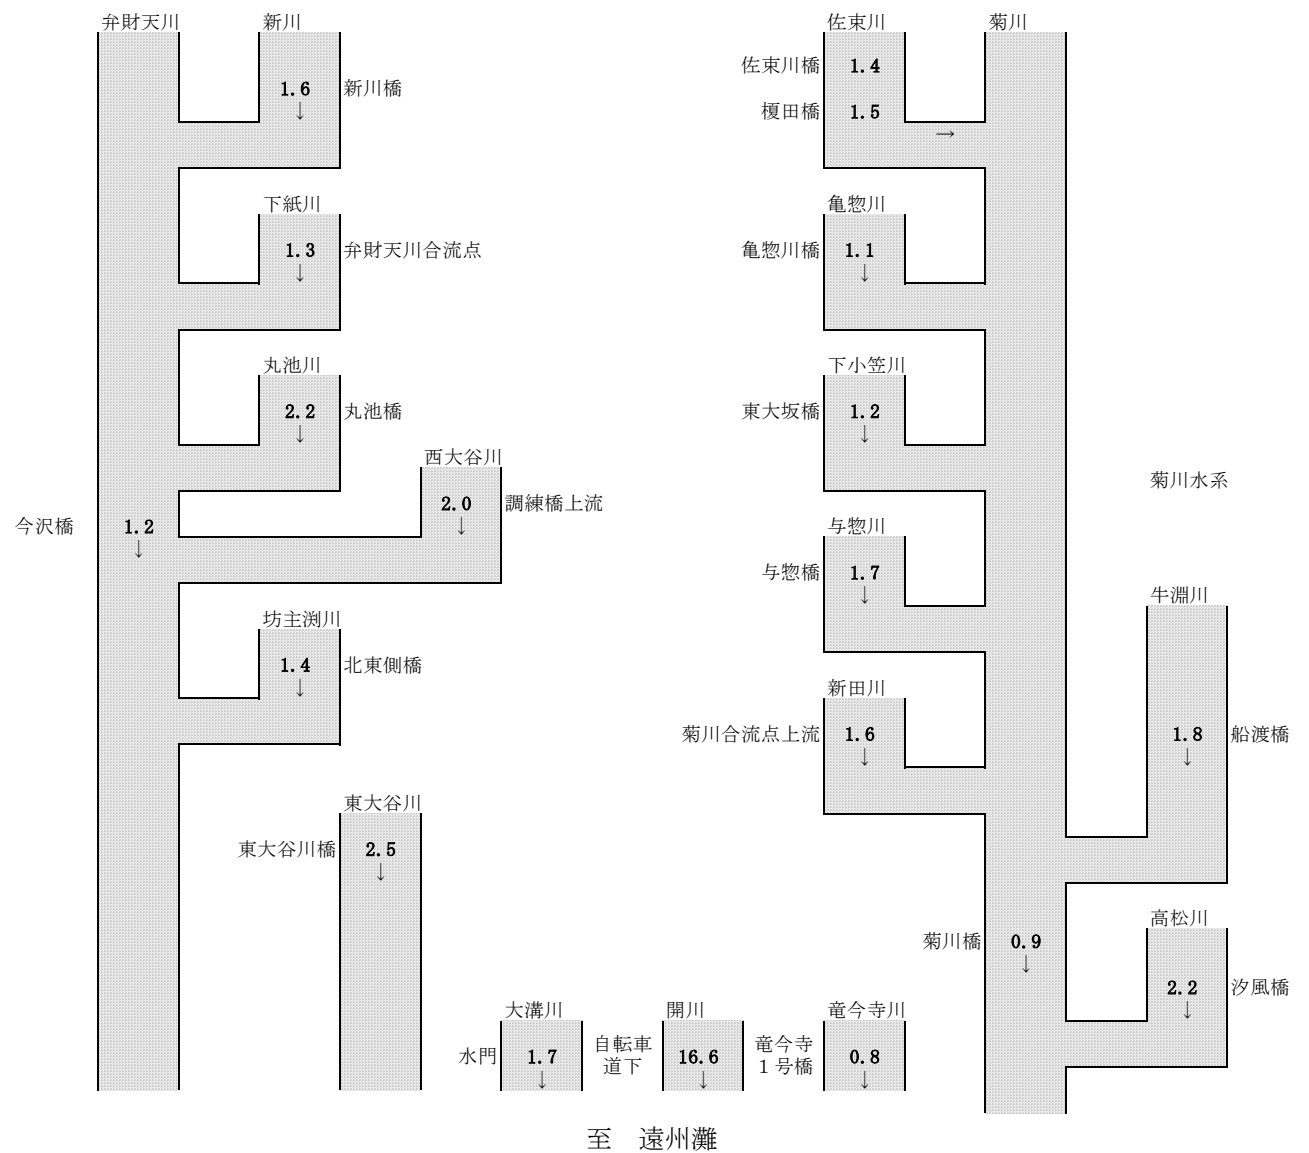 弁財天川
新川
佐束川
菊川
佐束川橋
1.4
1.6
新川橋
↓
榎田橋
1.5
→
下紙川
亀惣川
1.3
弁財天川合流点
↓
亀惣川橋
1.1
↓
丸池川
下小笠川
2.2
丸池橋
↓
東大坂橋
1.2
↓
西大谷川
菊川水系
2.0
調練橋上流
↓
今沢橋
1.2
↓
与惣川
与惣橋
1.7
↓
牛淵川
坊主渕川
1.4
北東側橋
↓
新田川
菊川合流点上流
1.6
↓
1.8
船渡橋
↓
東大谷川
東大谷川橋
2.5
↓
高松川
菊川橋
0.9
↓
2.2
汐風橋
↓
大溝川
開川
竜今寺川
水門
1.7
↓
自転車
道下
16.6
↓
竜今寺
1号橋
0.8
↓
至　遠州灘